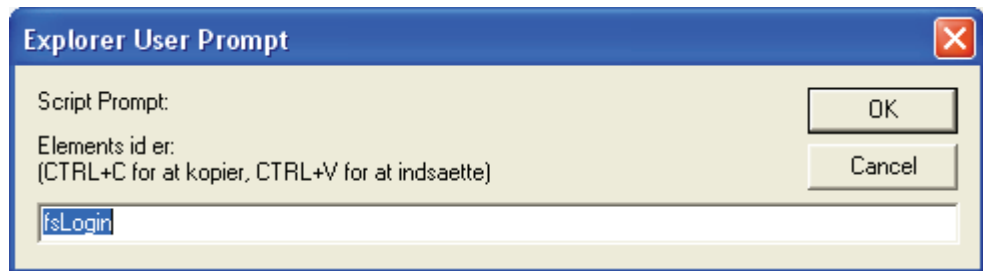 Explorer User Prompt
Script Prompt:
OK
Elements id er:
(CTRL+C for at kopier, CTRL+V for at indsaette)
Cancel
fsLogin